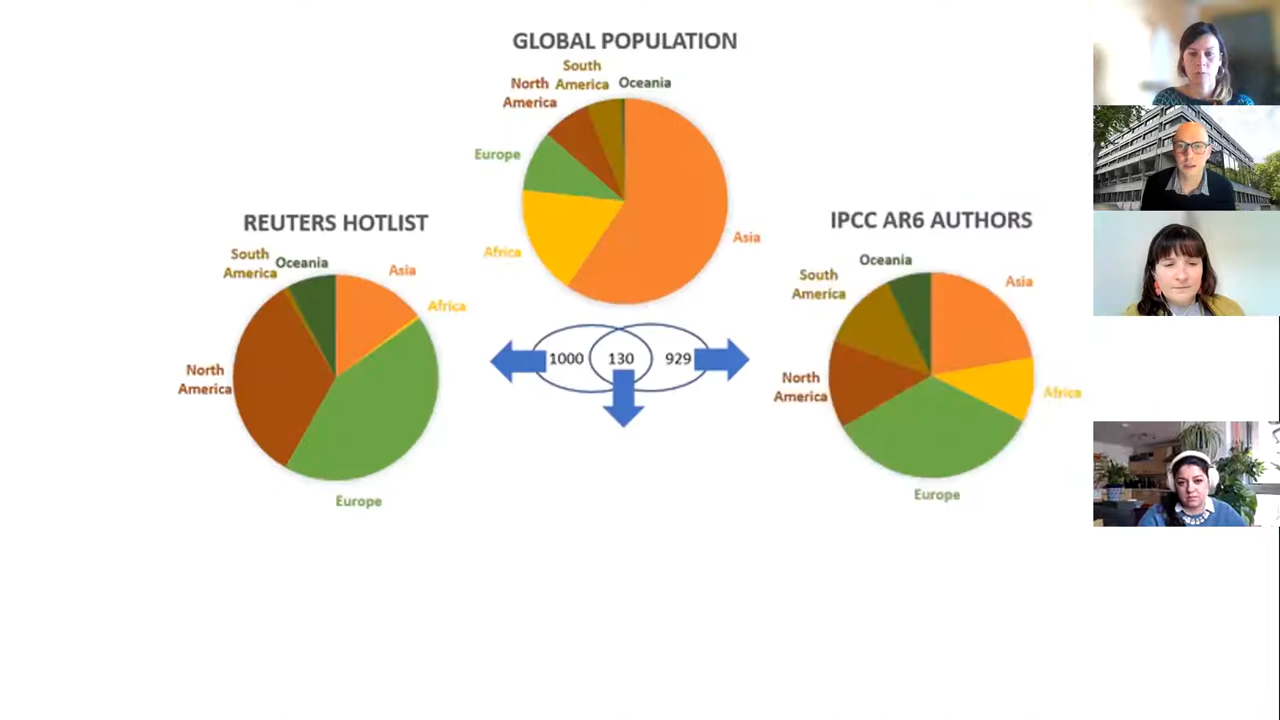 GLOBAL POPULATION
South
America
Oceania
North
America
Europe
Africa
Asia
REUTERS HOTLIST
South
America
Oceania
Asia
Africa
North
America
Europe
1000
130
929
IPCC AR6 AUTHORS
Oceania
South
America
Asia
North
America
Africa
Europe